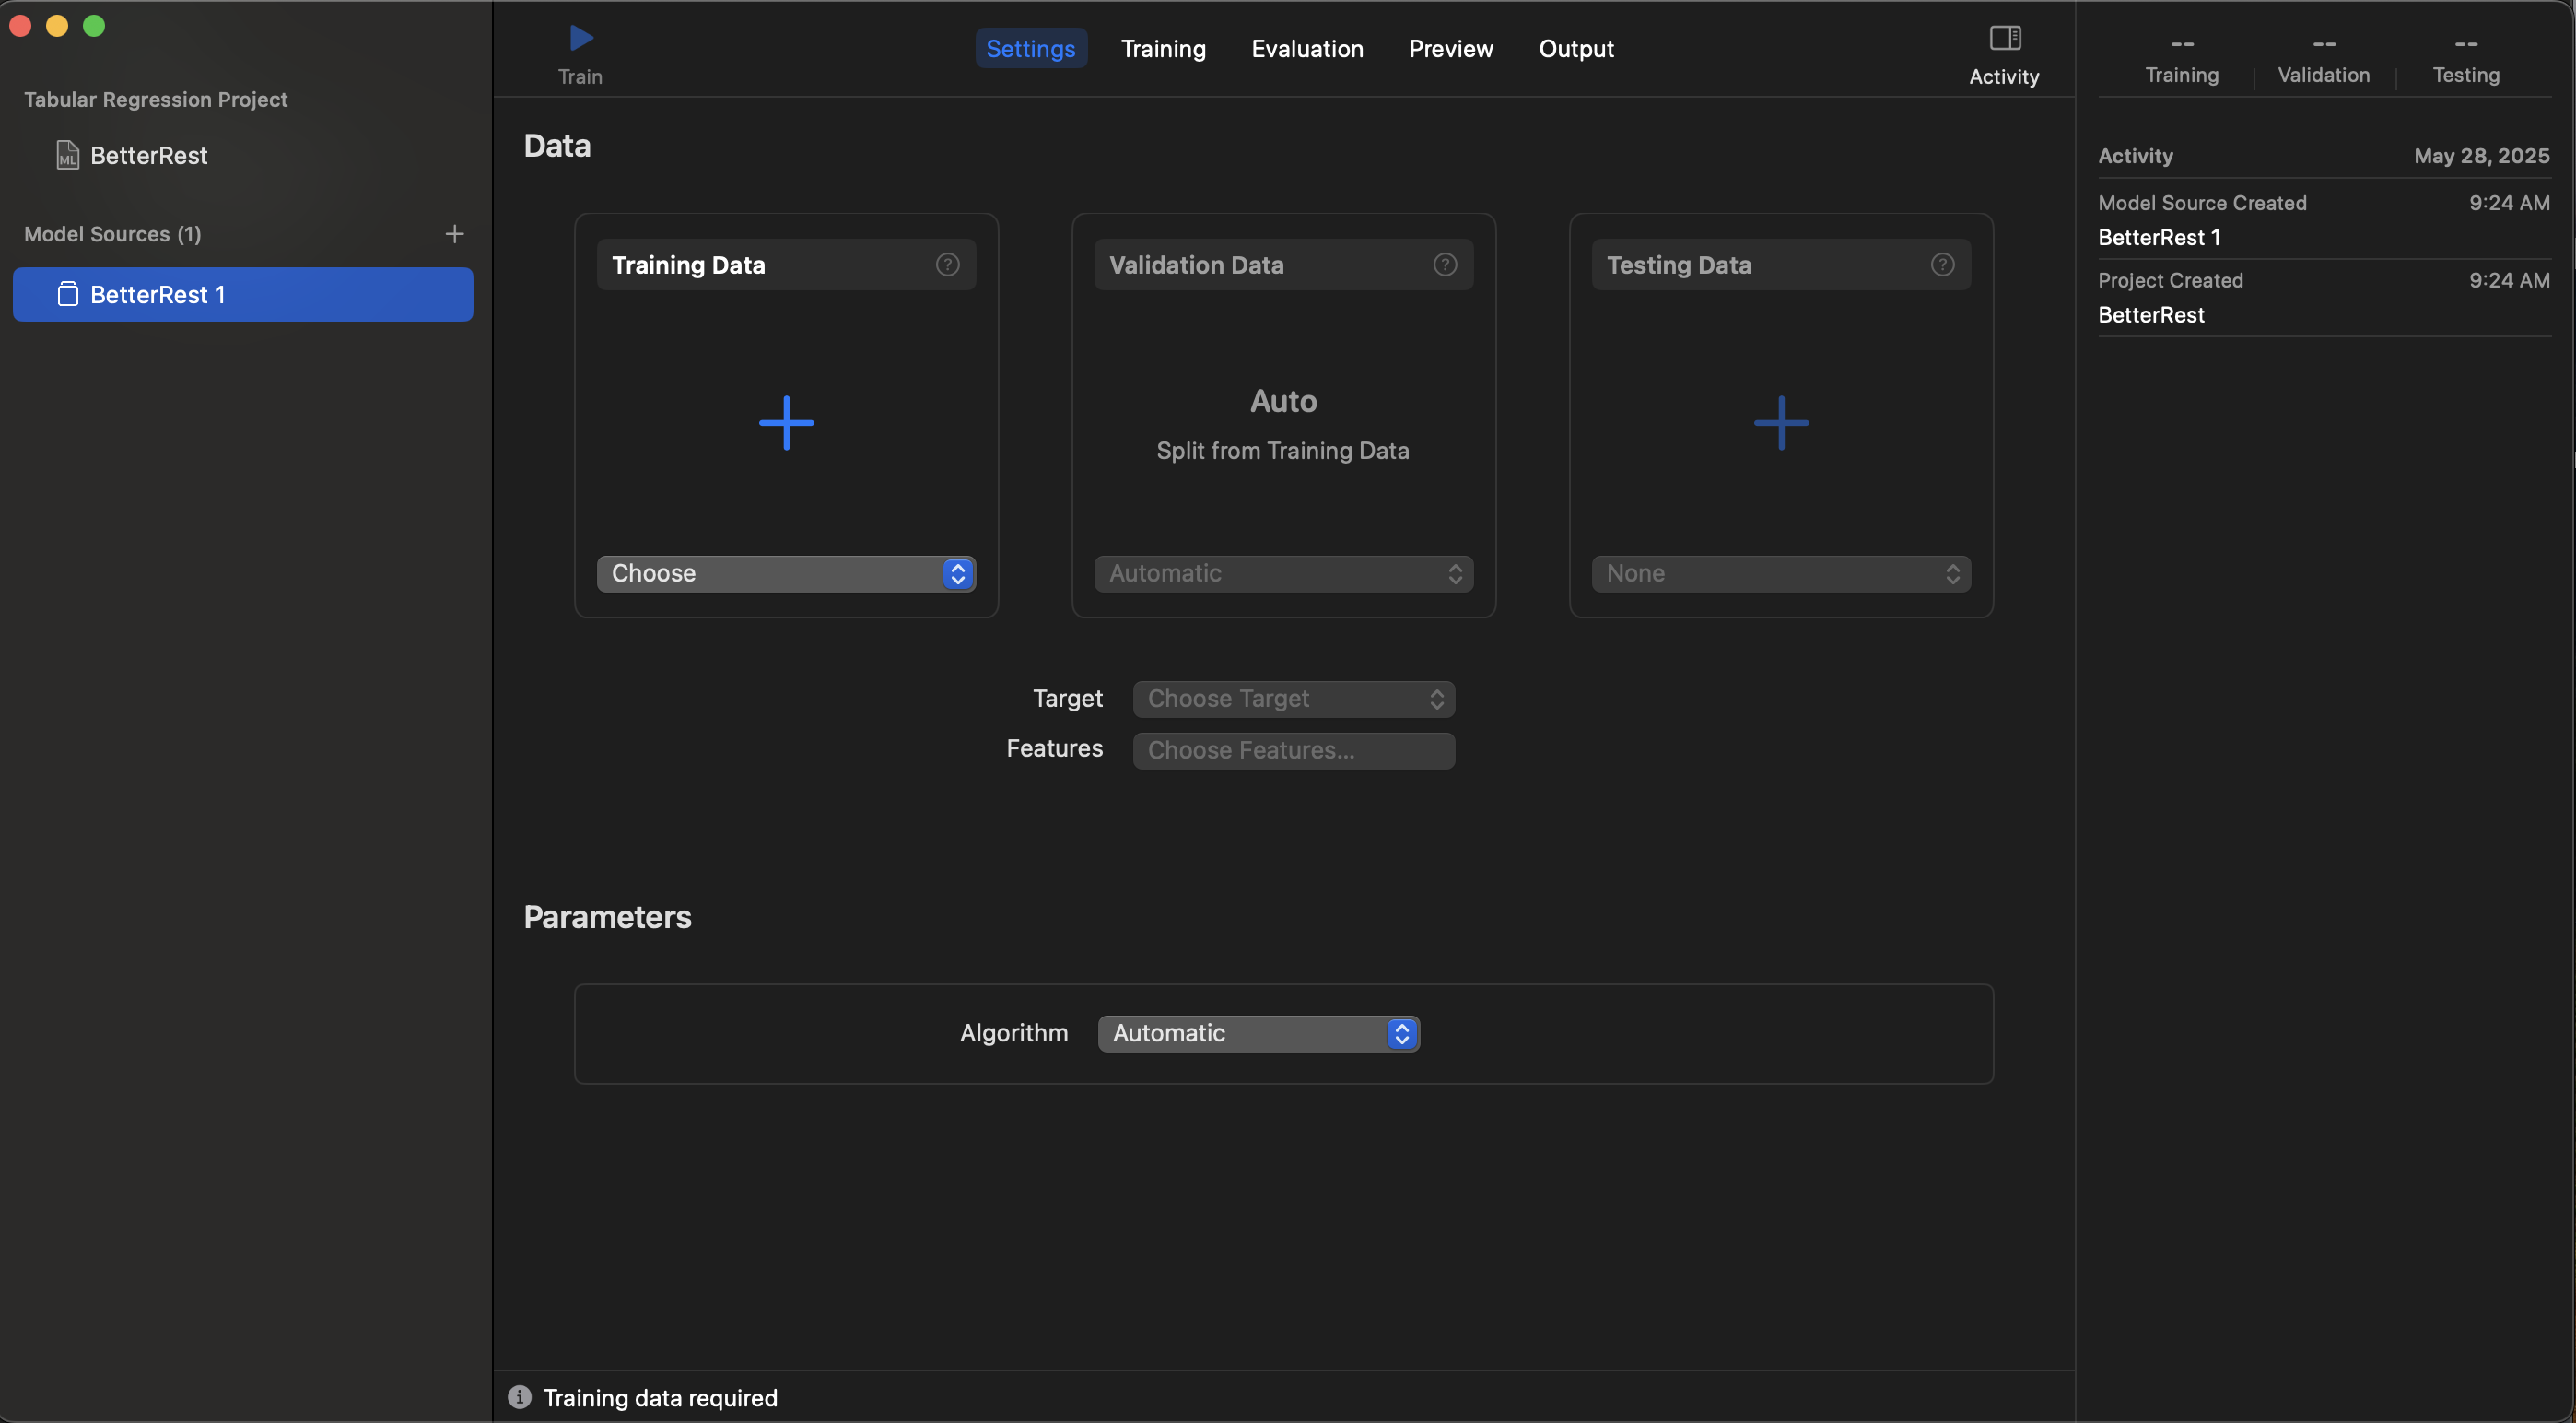 Tabular Regression Project
ML
BetterRest
Model Sources (1)
BetterRest 1
Train
Settings
Training
Evaluation
Preview
Output
Activity
Data
Training Data
Choose
Validation Data
Auto
Split from Training Data
Automatic
Testing Data
None
Target
Choose Target
Features
Choose Features...
Parameters
Algorithm
Automatic
Training data required
-- -- --
Training Validation Testing
Activity May 28, 2025
Model Source Created 9:24 AM
BetterRest 1
Project Created 9:24 AM
BetterRest